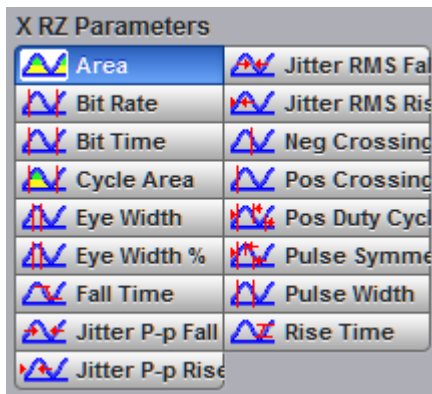 X RZ Parameters
Area
Bit Rate
Bit Time
Cycle Area
Eye Width
Eye Width %
Fall Time
Jitter P-p Fall
Jitter P-p Rise
Jitter RMS Fal
Jitter RMS Ris
Neg Crossing
Pos Crossing
Pos Duty Cycl
Pulse Symme
Pulse Width
Rise Time